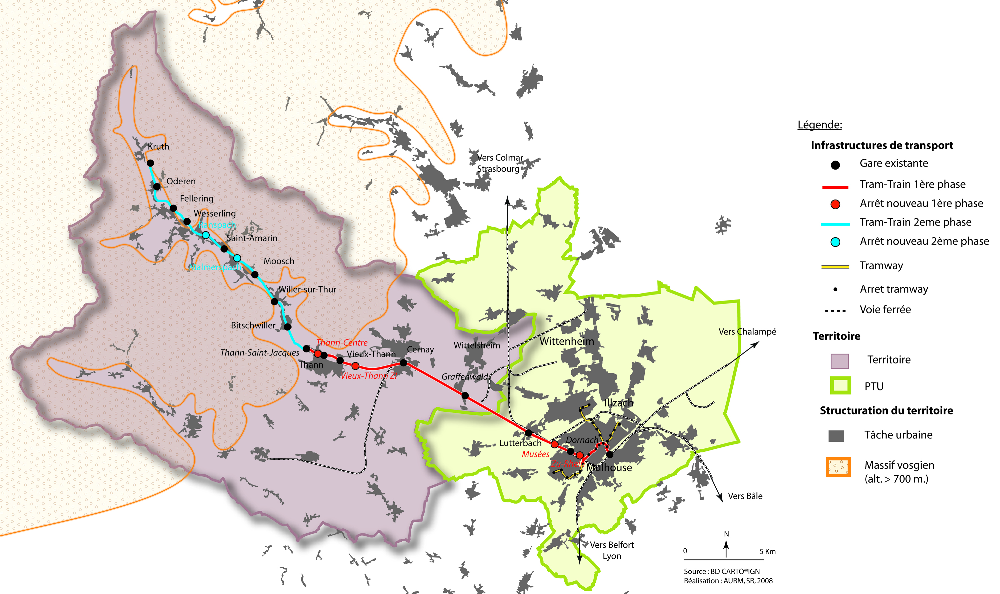 Kruth
Oderen
Fellering
Wesserling
Ranspach
Saint-Amarin
Malmerspach
Moosch
Willer-sur-Thur
Bitschwiller
Thann-Centre
Thann-Saint-Jacques
Thann
Vieux-Thann
Vieux-Thann ZI
Cernay
Wittelsheim
Graffenwald
Vers Colmar
Strasbourg
Wittenheim
Illzach
Lutterbach
Musées
Dornach
Zu-Rhein
Mulhouse
Vers Chalampé
Vers Bâle
Vers Belfort
Lyon
Légende:
Infrastructures de transport
Gare existante
Tram-Train 1ère phase
Arrêt nouveau 1ère phase
Tram-Train 2eme phase
Arrêt nouveau 2ème phase
Tramway
Arret tramway
Voie ferrée
Territoire
Territoire
PTU
Structuration du territoire
Tâche urbaine
Massif vosgien
(alt. > 700 m.)
N
0 5 Km
Source : BD CARTO®IGN
Réalisation : AURM, SR, 2008